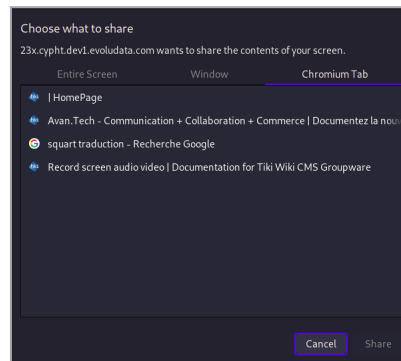 Choose what to share
23x.cypht.dev1.evoludata.com wants to share the contents of your screen.
Entire Screen Window Chromium Tab
| HomePage
Avan.Tech - Communication + Collaboration + Commerce | Documentez la nouv
squart traduction - Recherche Google
Record screen audio video | Documentation for Tiki Wiki CMS Groupware
Cancel Share